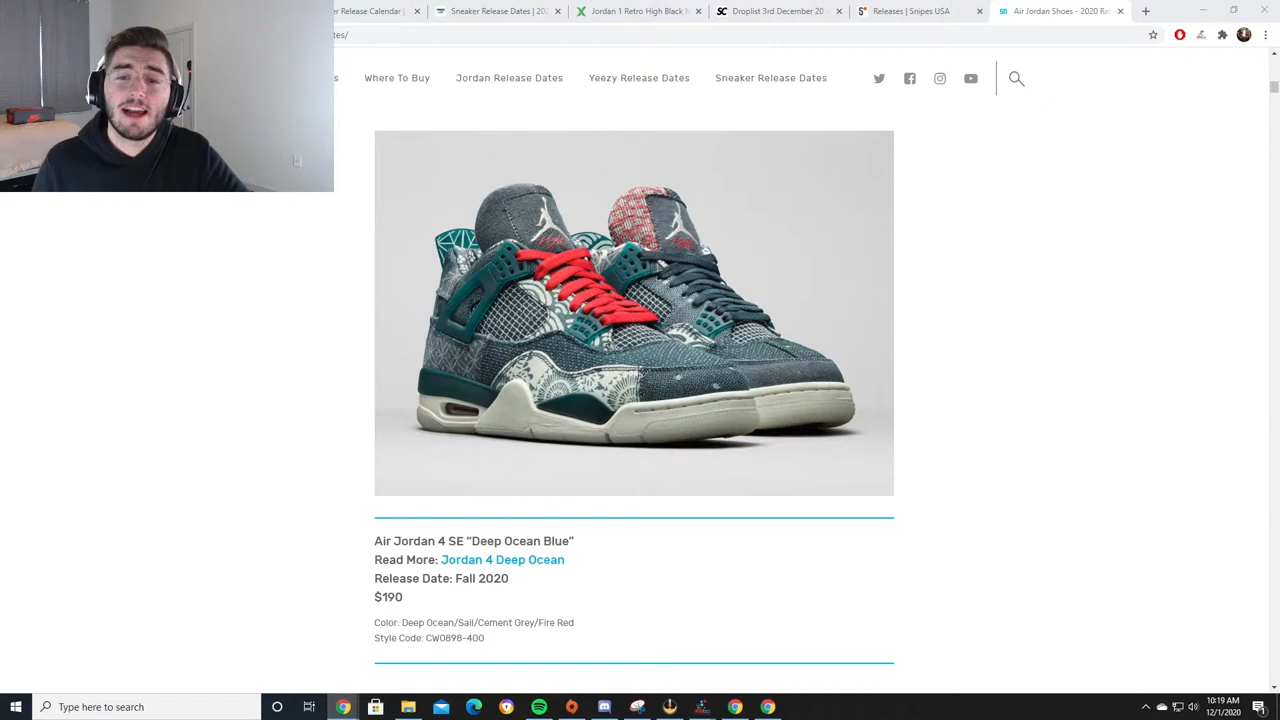 r Release Calendar |
Sneaker Release Dates | 202
Jordan 1 Retro High Black M
Droplist 3rd December 20
Releases | Snipes USA
Air Jordan Shoes - 2020 Re
tes/
s Where To Buy Jordan Release Dates Yeezy Release Dates Sneaker Release Dates
Air Jordan 4 SE “Deep Ocean Blue”
Read More: Jordan 4 Deep Ocean
Release Date: Fall 2020
$190
Color: Deep Ocean/Sail/Cement Grey/Fire Red
Style Code: CW0898-400
Type here to search
10:19 AM
12/1/2020